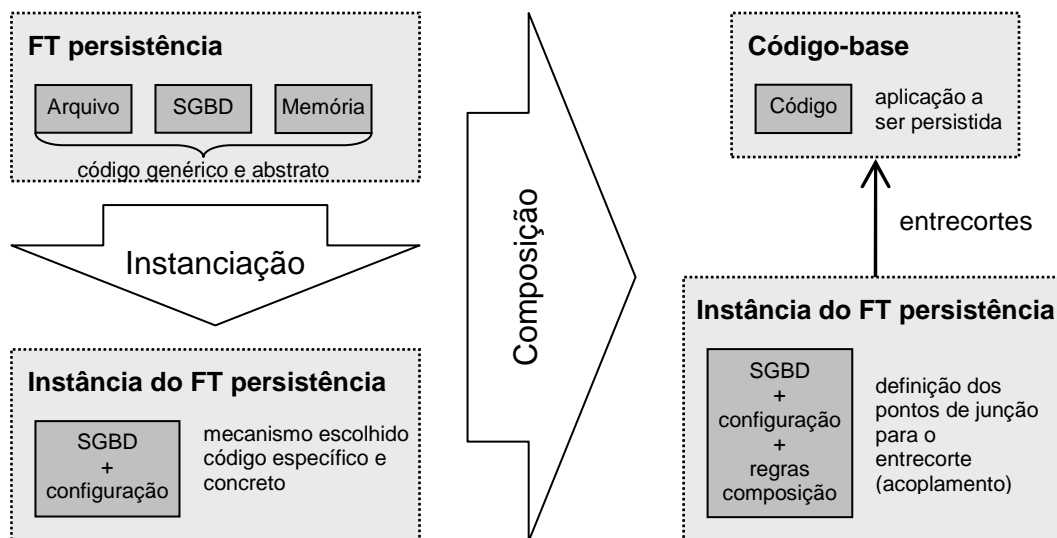 FT persistência
Arquivo
SGBD
Memória
código genérico e abstrato
Instanciação
Instância do FT persistência
SGBD
+
configuração
mecanismo escolhido
código específico e
concreto
Composição
Código-base
Código
aplicação a
ser persistida
entrecortes
Instância do FT persistência
SGBD
+
configuração
+
regras
composição
definição dos
pontos de junção
para o
entrecorte
(acoplamento)